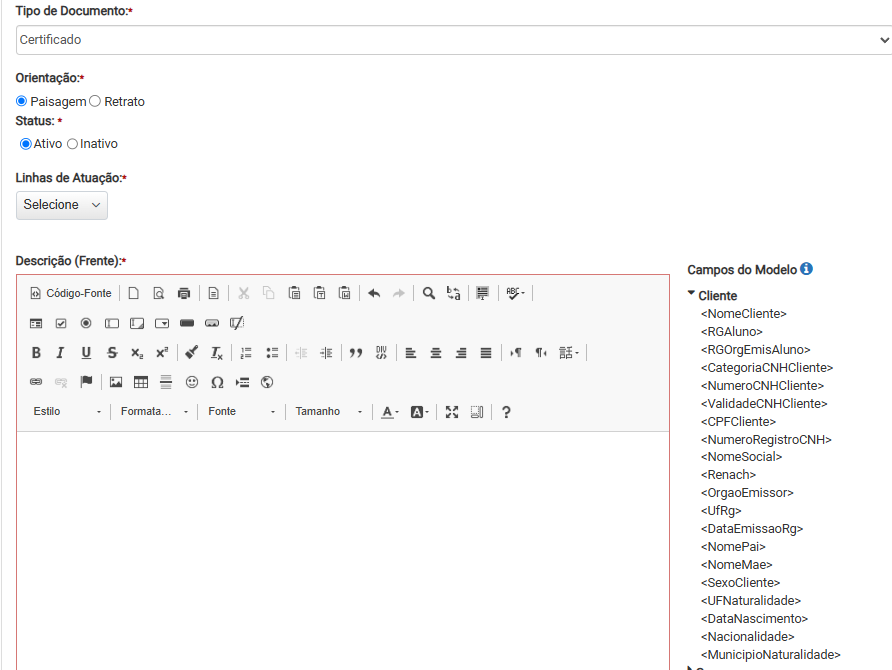 Tipo de Documento:*
Certificado
Orientação:*
Paisagem Retrato
Status: *
Ativo Inativo
Linhas de Atuação:*
Selecione
Descrição (Frente):*
Código-Fonte
Estilo Formata... Fonte Tamanho
Campos do Modelo
Cliente
<NomeCliente>
<RGAluno>
<RGOrgEmisAluno>
<CategoriaCNHCliente>
<NumeroCNHCliente>
<ValidadeCNHCliente>
<CPFCliente>
<NumeroRegistroCNH>
<NomeSocial>
<Renach>
<OrgaoEmissor>
<UfRg>
<DataEmissaoRg>
<NomePai>
<NomeMae>
<SexoCliente>
<UFNaturalidade>
<DataNascimento>
<Nacionalidade>
<MunicipioNaturalidade>